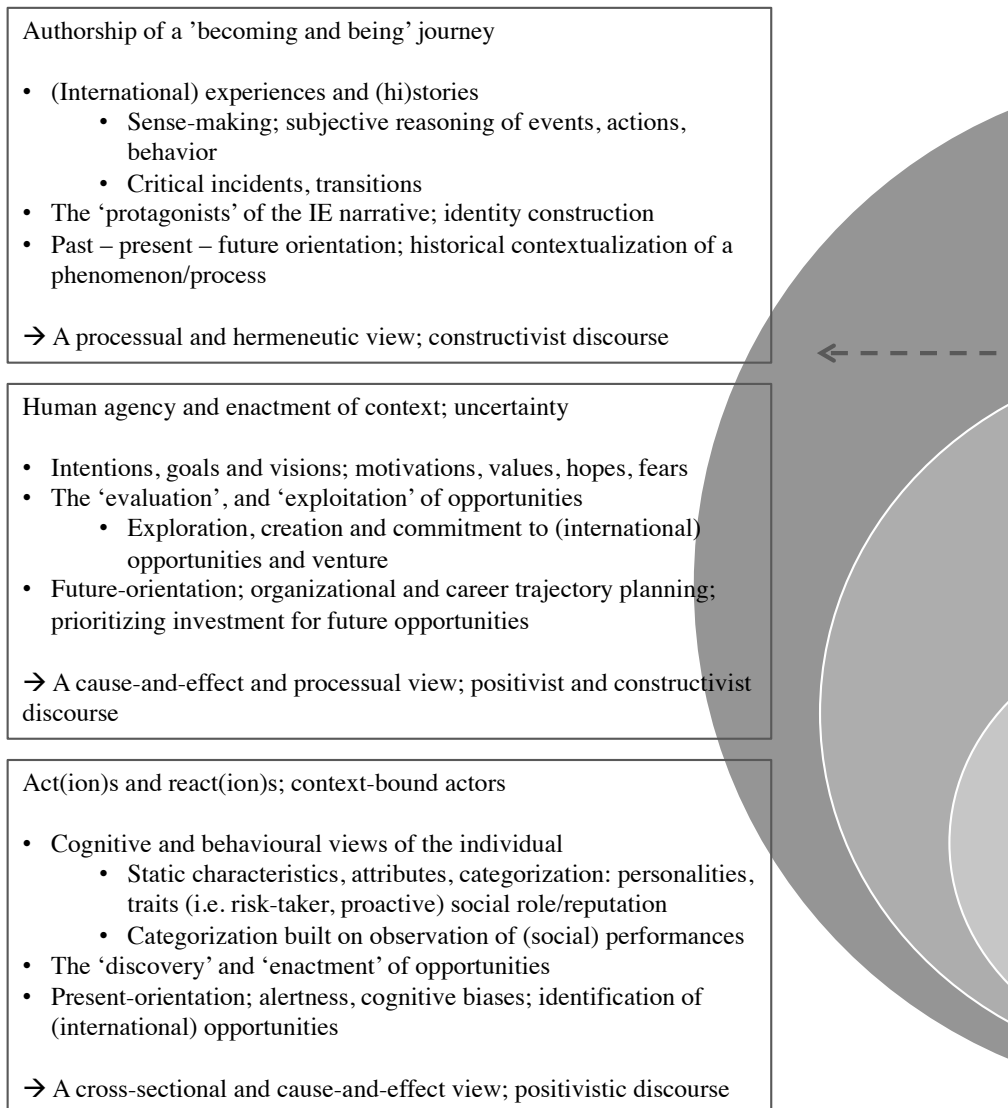 Authorship of a ’becoming and being’ journey
• (International) experiences and (hi)stories
• Sense-making; subjective reasoning of events, actions,
behavior
• Critical incidents, transitions
• The ‘protagonists’ of the IE narrative; identity construction
• Past – present – future orientation; historical contextualization of a
phenomenon/process
→ A processual and hermeneutic view; constructivist discourse
Human agency and enactment of context; uncertainty
• Intentions, goals and visions; motivations, values, hopes, fears
• The ‘evaluation’, and ‘exploitation’ of opportunities
• Exploration, creation and commitment to (international)
opportunities and venture
• Future-orientation; organizational and career trajectory planning;
prioritizing investment for future opportunities
→ A cause-and-effect and processual view; positivist and constructivist
discourse
Act(ion)s and react(ion)s; context-bound actors
• Cognitive and behavioural views of the individual
• Static characteristics, attributes, categorization: personalities,
traits (i.e. risk-taker, proactive) social role/reputation
• Categorization built on observation of (social) performances
• The ‘discovery’ and ‘enactment’ of opportunities
• Present-orientation; alertness, cognitive biases; identification of
(international) opportunities
→ A cross-sectional and cause-and-effect view; positivistic discourse